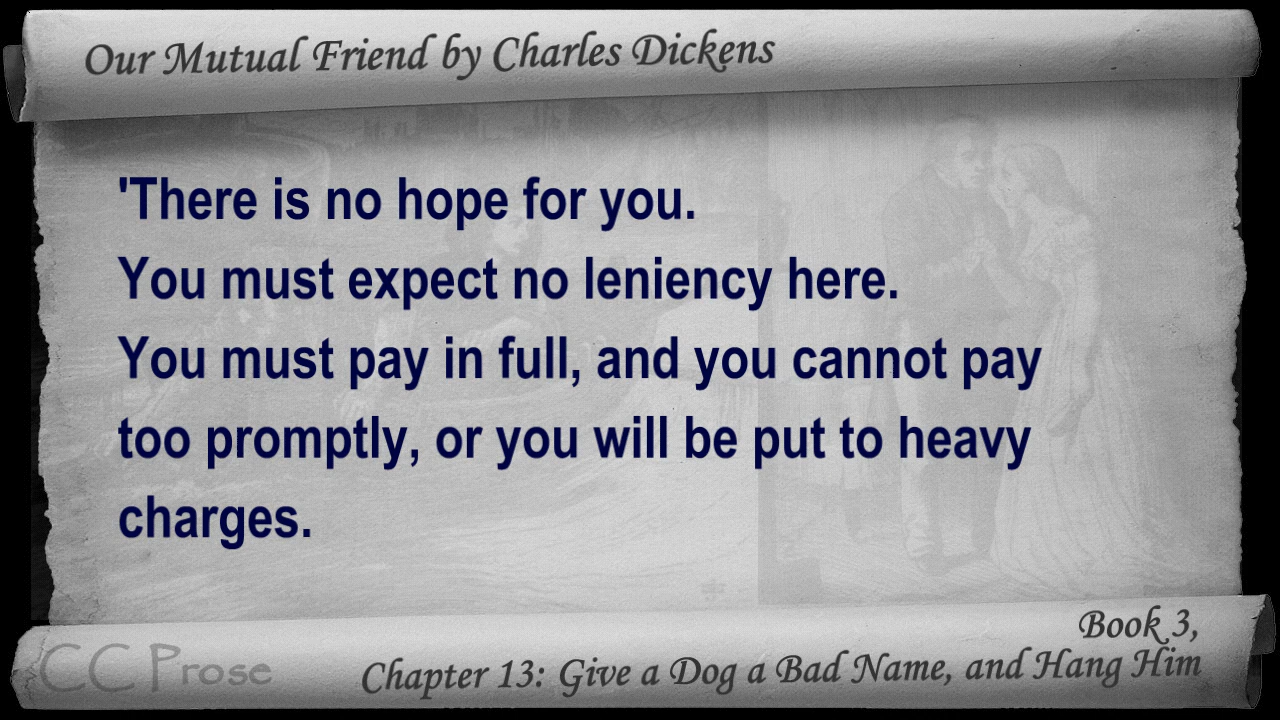 Our Mutual Friend by Charles Dickens
'There is no hope for you.
You must expect no leniency here.
You must pay in full, and you cannot pay
too promptly, or you will be put to heavy
charges.
Book 3,
Chapter 13: Give a Dog a Bad Name, and Hang Him
CC Prose